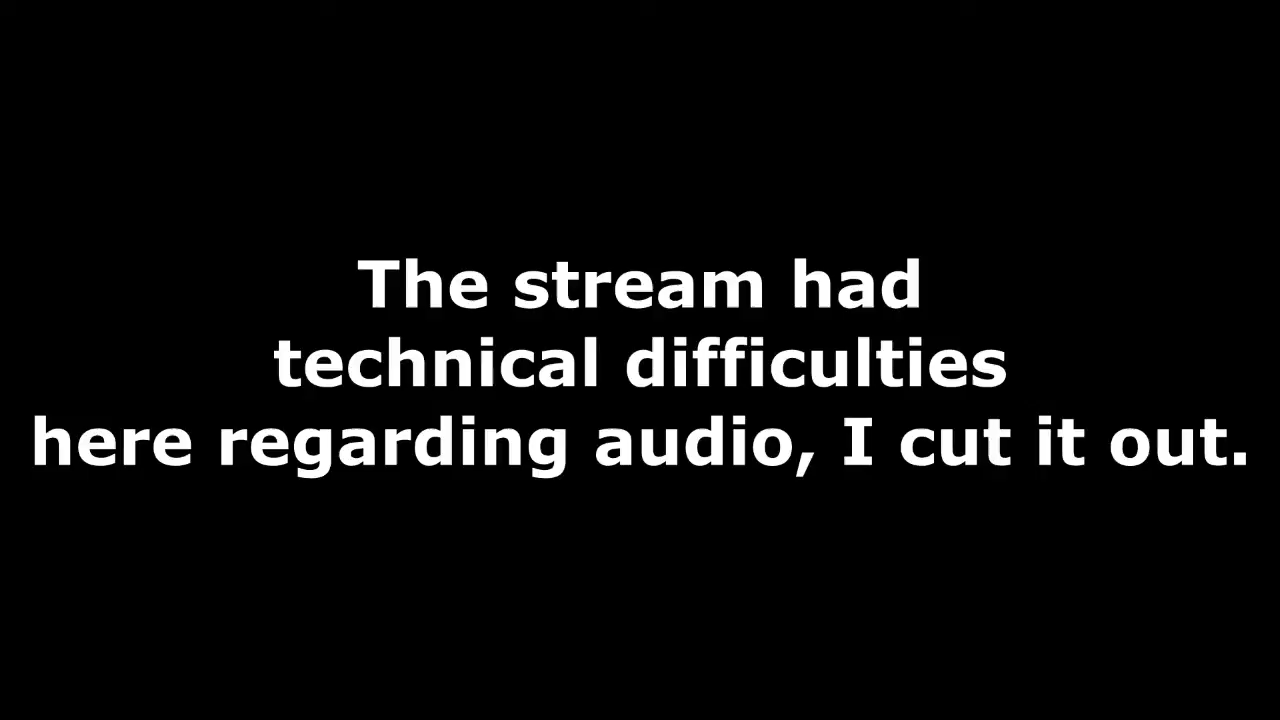 The stream had
technical difficulties
here regarding audio, I cut it out.